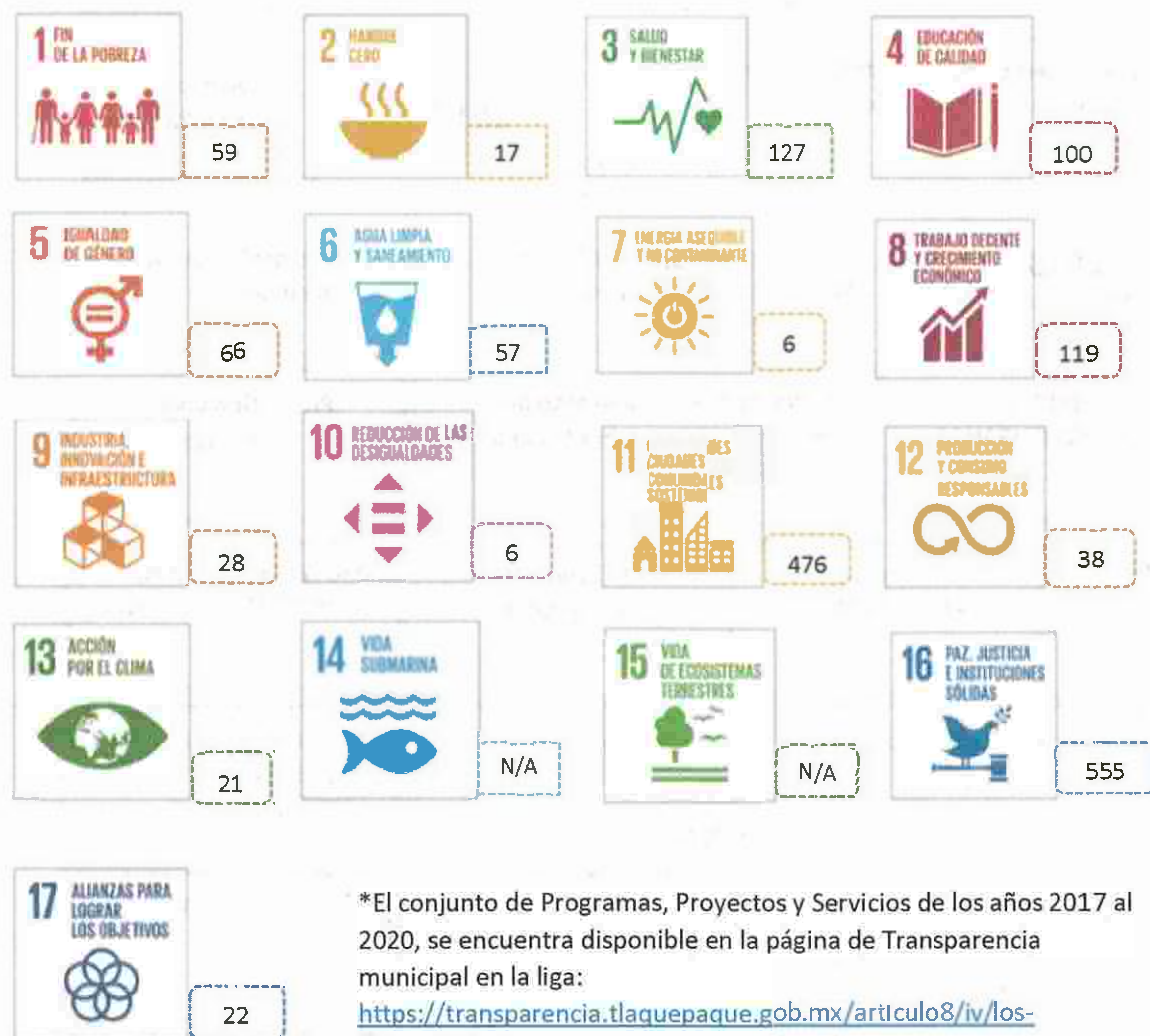 1 FIN
DE LA POBREZA
59
2 HAMBRE
CERO
17
3 SALUD
Y BIENESTAR
127
4 EDUCACIÓN
DE CALIDAD
100
5 IGUALDAD
DE GÉNERO
66
6 AGUA LIMPIA
Y SANEAMIENTO
57
7 ENERGIA ASEQUIBLE
Y NO CONTAMINANTE
6
8 TRABAJO DECENTE
Y CRECIMIENTO
ECONÓMICO
119
9 INDUSTRIA,
INNOVACIÓN E
INFRAESTRUCTURA
28
10 REDUCCIÓN DE LAS
DESIGUALDADES
6
11
CIUDADES
476
12 PRODUCCIÓN
Y CONSUMO
RESPONSABLES
38
13 ACCIÓN
POR EL CLIMA
21
14 VIDA
SUBMARINA
N/A
15 VIDA
DE ECOSISTEMAS
TERRESTRES
N/A
16 PAZ, JUSTICIA
E INSTITUCIONES
SÓLIDAS
555
17 ALIANZAS PARA
LOGRAR
LOS OBJETIVOS
22
*El conjunto de Programas, Proyectos y Servicios de los años 2017 al
2020, se encuentra disponible en la página de Transparencia
municipal en la liga:
https://transparencia.tlaquepaque.gob.mx/articulo8/iv/los-